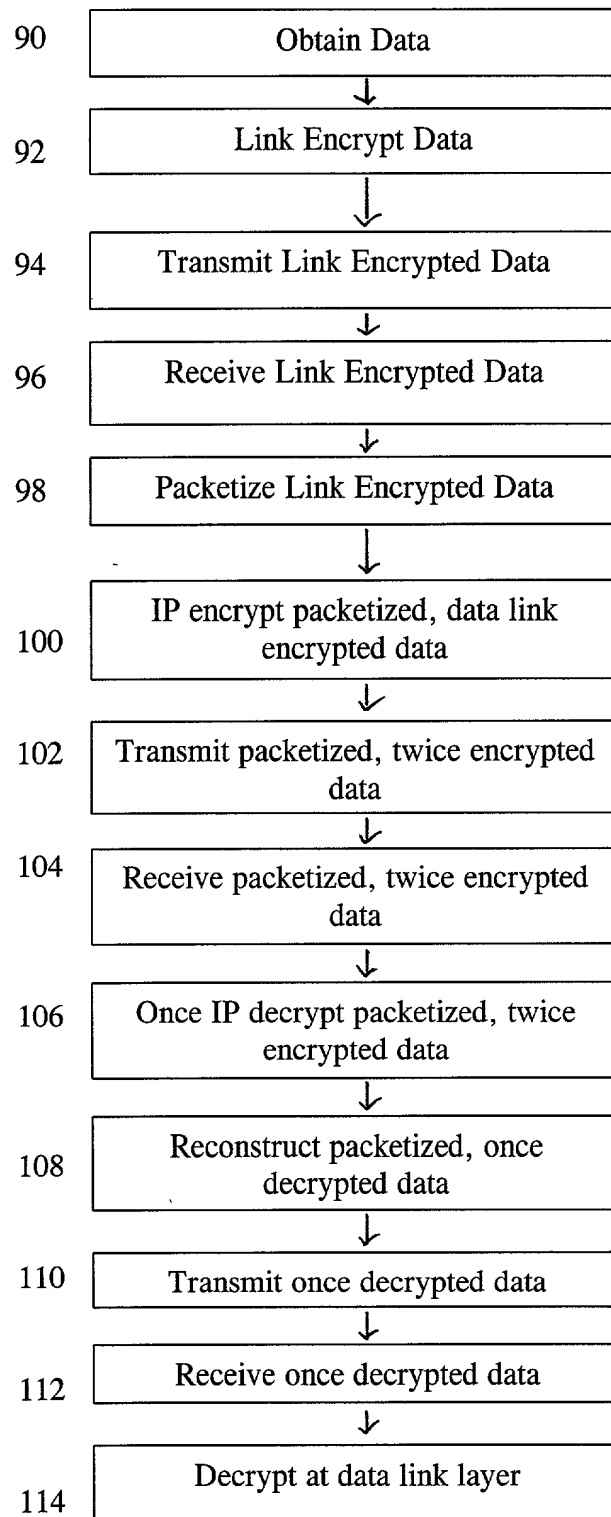 90
Obtain Data
92
Link Encrypt Data
94
Transmit Link Encrypted Data
96
Receive Link Encrypted Data
98
Packetize Link Encrypted Data
100
IP encrypt packetized, data link
encrypted data
102
Transmit packetized, twice encrypted
data
104
Receive packetized, twice encrypted
data
106
Once IP decrypt packetized, twice
encrypted data
108
Reconstruct packetized, once
decrypted data
110
Transmit once decrypted data
112
Receive once decrypted data
114
Decrypt at data link layer